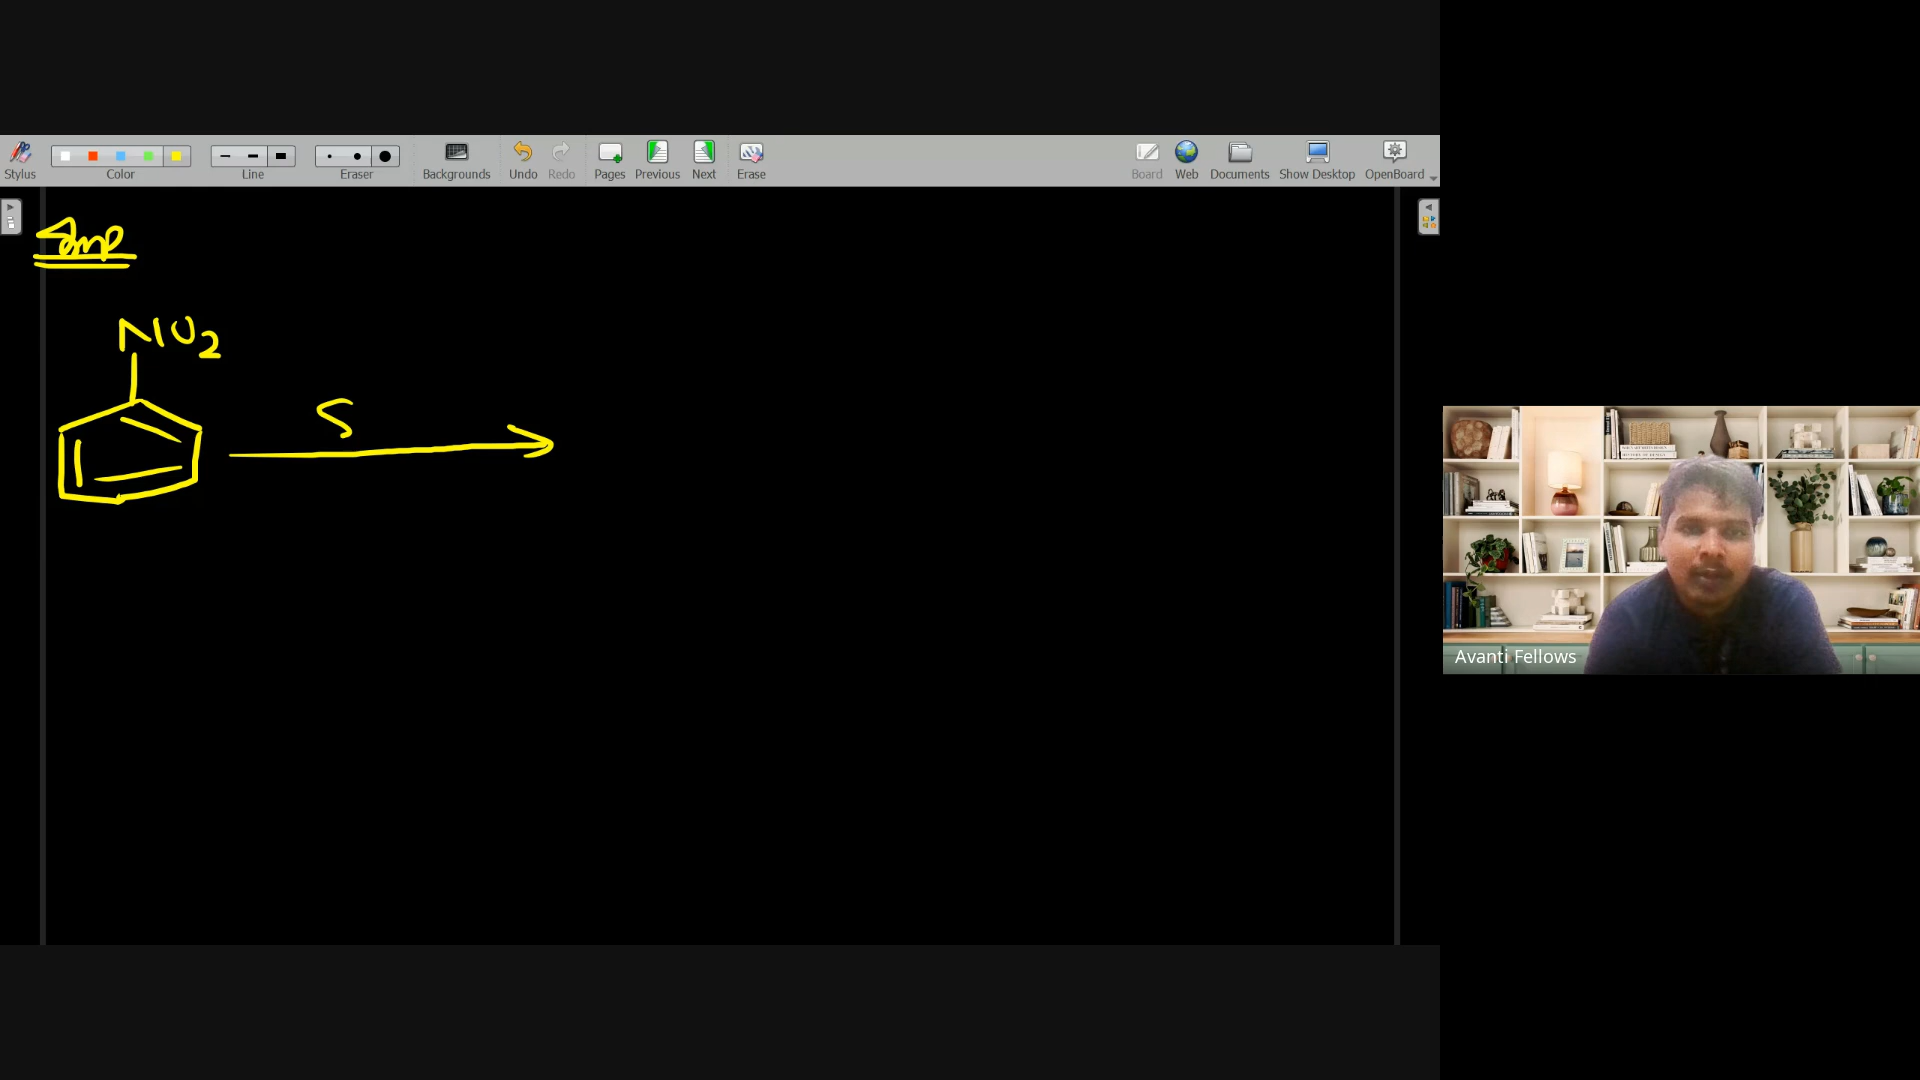 Stylus Color Line Eraser Backgrounds Undo Redo Pages Previous Next Erase Board Web Documents Show Desktop OpenBoard
Imp
NO2
S
Avanti Fellows